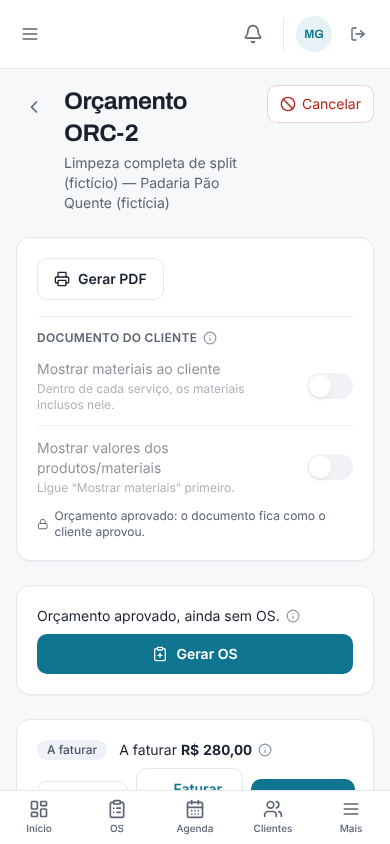 MG
Orçamento
ORC-2
Cancelar
Limpeza completa de split
(fictício) — Padaria Pão
Quente (fictícia)
Gerar PDF
DOCUMENTO DO CLIENTE
Mostrar materiais ao cliente
Dentro de cada serviço, os materiais
inclusos nele.
Mostrar valores dos
produtos/materiais
Ligue “Mostrar materiais” primeiro.
Orçamento aprovado: o documento fica como o
cliente aprovou.
Orçamento aprovado, ainda sem OS.
Gerar OS
A faturar
A faturar R$ 280,00
Faturar
Início
OS
Agenda
Clientes
Mais